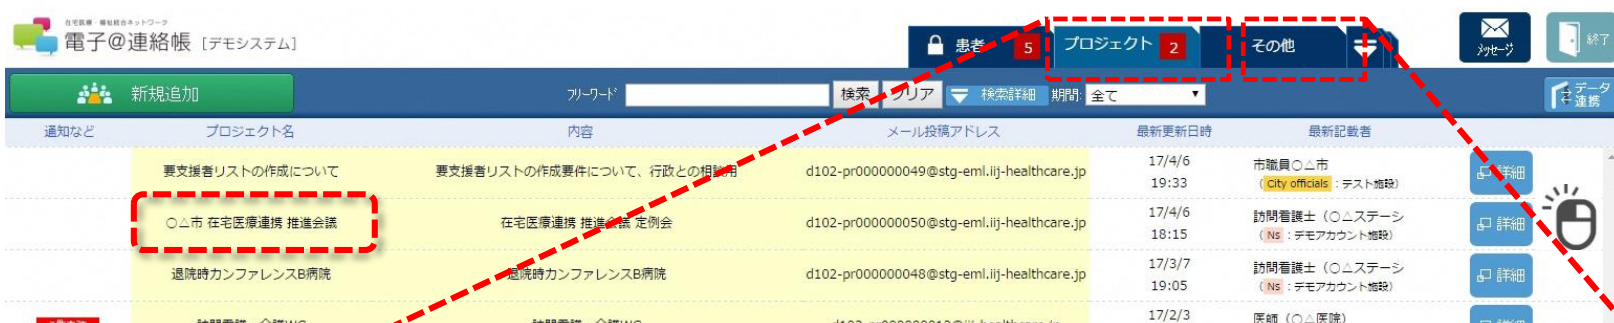 在宅医療・福祉統合ネットワーク
電子@連絡帳 [デモシステム]
患者 5 プロジェクト 2 その他
メッセージ
終了
新規追加 フリーワード 検索 クリア 検索詳細 期間: 全て
データ
連携
通知など プロジェクト名 内容 メール投稿アドレス 最新更新日時 最新記載者
要支援者リストの作成について 要支援者リストの作成要件について、行政との相談用 d102-pr000000049@stg-eml.iij-healthcare.jp 17/4/6 19:33 市職員○△市 詳細
(City officials:テスト施設)
○△市 在宅医療連携 推進会議 在宅医療連携 推進会議 定例会 d102-pr000000050@stg-eml.iij-healthcare.jp 17/4/6 18:15 訪問看護士(○△ステーシ 詳細
(Ns:デモアカウント施設)
退院時カンファレンスB病院 退院時カンファレンスB病院 d102-pr000000048@stg-eml.iij-healthcare.jp 17/3/7 19:05 訪問看護士(○△ステーシ 詳細
(Ns:デモアカウント施設)
17/2/3 医師(○△医院)